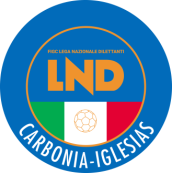 FIGC LEGA NAZIONALE DILETTANTI
LND
CARBONIA-IGLESIAS